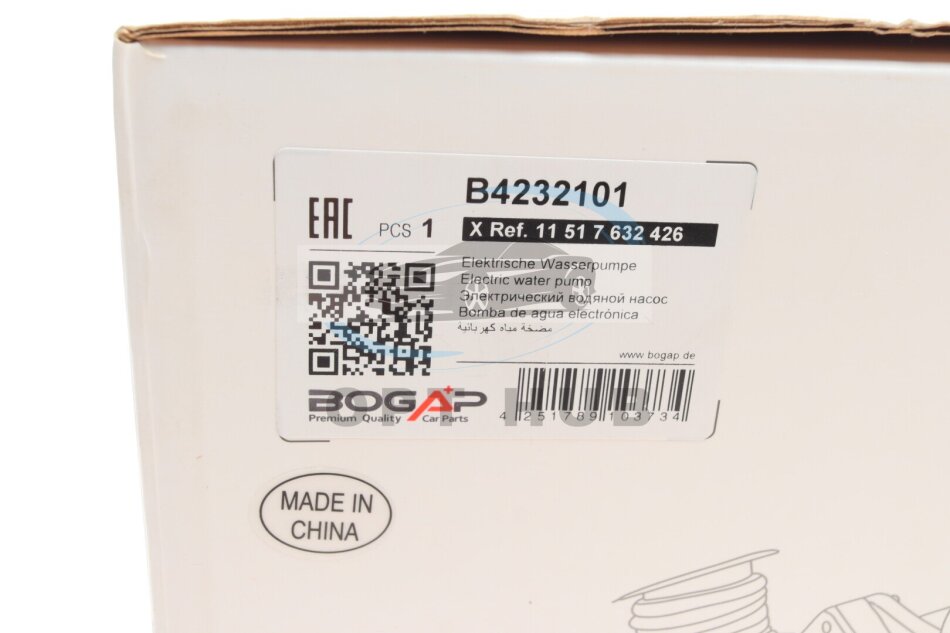 B4232101
EAC
PCS 1
X Ref. 11 51 7 632 426
Elektrische Wasserpumpe
Electric water pump
Электрический водяной насос
Bomba de agua electrónica
مضخة مياه كهربائية
www.bogap.de
BOGAP
Premium Quality Car Parts
4 251789 103734
OPT HUB
MADE IN
CHINA